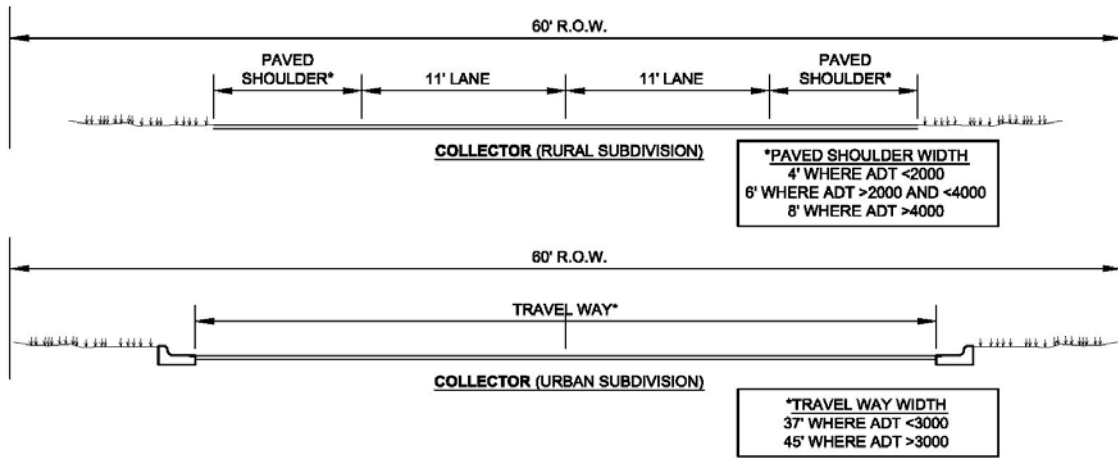 60' R.O.W.
PAVED SHOULDER*
11' LANE
11' LANE
PAVED SHOULDER*
COLLECTOR (RURAL SUBDIVISION)
*PAVED SHOULDER WIDTH
4' WHERE ADT <2000
6' WHERE ADT >2000 AND <4000
8' WHERE ADT >4000
60' R.O.W.
TRAVEL WAY*
COLLECTOR (URBAN SUBDIVISION)
*TRAVEL WAY WIDTH
37' WHERE ADT <3000
45' WHERE ADT >3000